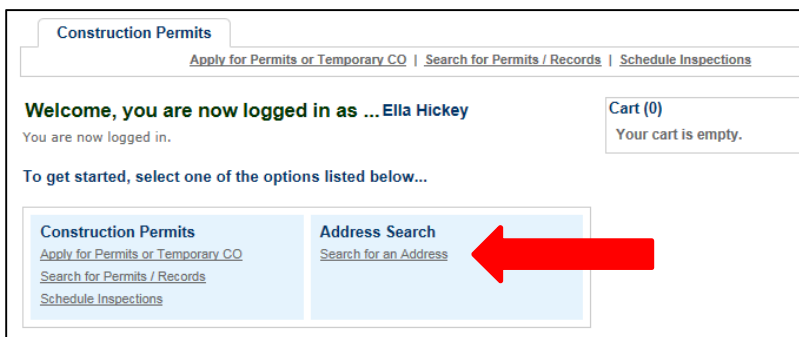 Construction Permits
Apply for Permits or Temporary CO | Search for Permits / Records | Schedule Inspections
Welcome, you are now logged in as ... Ella Hickey
You are now logged in.
Cart (0)
Your cart is empty.
To get started, select one of the options listed below...
Construction Permits
Apply for Permits or Temporary CO
Search for Permits / Records
Schedule Inspections
Address Search
Search for an Address